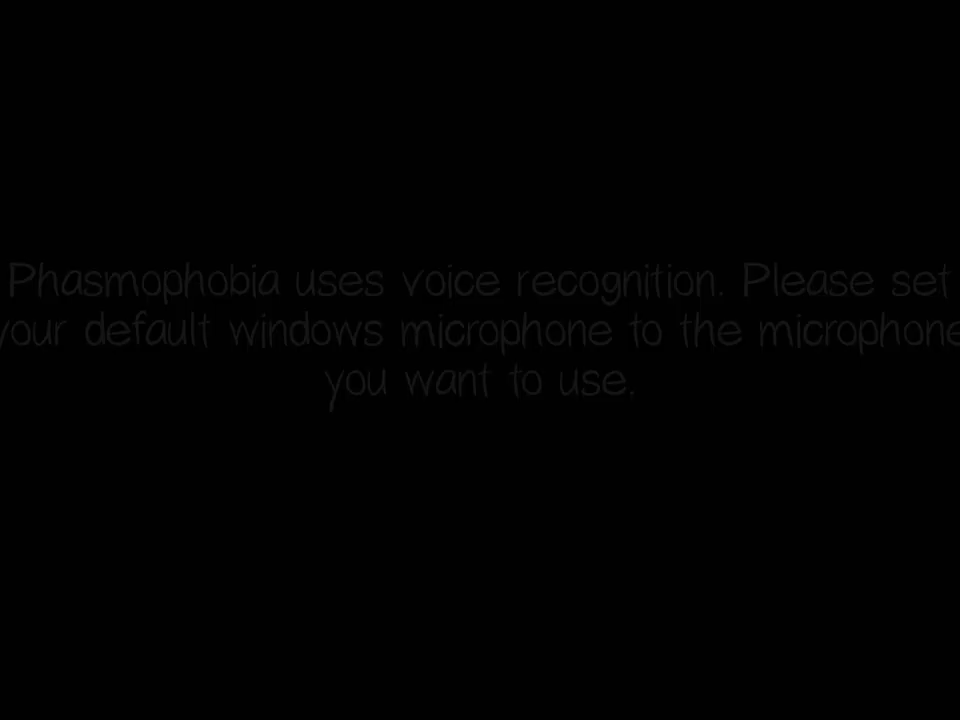 Phasmophobia uses voice recognition. Please set
your default windows microphone to the microphone
you want to use.